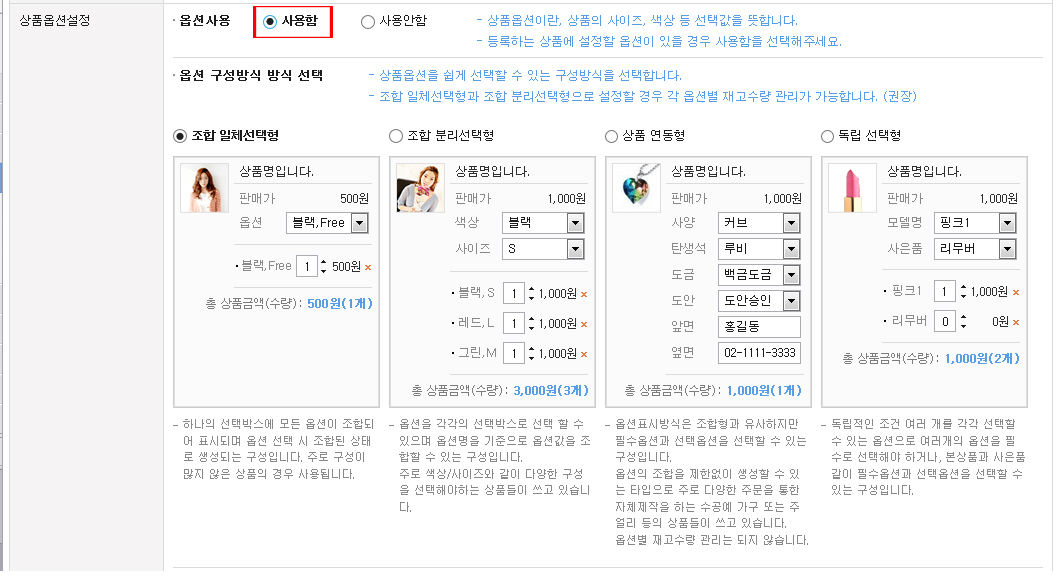 상품옵션설정
· 옵션사용
사용함
사용안함
- 상품옵션이란, 상품의 사이즈, 색상 등 선택값을 뜻합니다.
- 등록하는 상품에 설정할 옵션이 있을 경우 사용함을 선택해주세요.
· 옵션 구성방식 방식 선택
- 상품옵션을 쉽게 선택할 수 있는 구성방식을 선택합니다.
- 조합 일체선택형과 조합 분리선택형으로 설정할 경우 각 옵션별 재고수량 관리가 가능합니다. (권장)
조합 일체선택형
상품명입니다.
판매가 500원
옵션 블랙,Free
· 블랙,Free 1 500원 ×
총 상품금액(수량) : 500원(1개)
- 하나의 선택박스에 모든 옵션이 조합되
어 표시되며 옵션 선택 시 조합된 상태
로 생성되는 구성입니다. 주로 구성이
많지 않은 상품의 경우 사용됩니다.
조합 분리선택형
상품명입니다.
판매가 1,000원
색상 블랙
사이즈 S
· 블랙,S 1 1,000원 ×
· 레드,L 1 1,000원 ×
· 그린,M 1 1,000원 ×
총 상품금액(수량) : 3,000원(3개)
- 옵션을 각각의 선택박스로 선택 할 수
있으며 옵션명을 기준으로 옵션값을 조
합할 수 있는 구성입니다.
주로 색상/사이즈와 같이 다양한 구성
을 선택해야하는 상품들이 쓰고 있습니
다.
상품 연동형
상품명입니다.
판매가 1,000원
사양 커브
탄생석 루비
도금 백금도금
도안 도안승인
앞면 홍길동
옆면 02-1111-3333
총 상품금액(수량) : 1,000원(1개)
- 옵션표시방식은 조합형과 유사하지만
필수옵션과 선택옵션을 선택할 수 있는
구성입니다.
옵션의 조합을 제한없이 생성할 수 있
는 타입으로 주로 다양한 주문을 통한
자체제작을 하는 수공예 가구 또는 주
얼리 등의 상품들이 쓰고 있습니다.
옵션별 재고수량 관리는 되지 않습니다.
독립 선택형
상품명입니다.
판매가 1,000원
모델명 핑크1
사은품 리무버
· 핑크1 1 1,000원 ×
· 리무버 0 0원 ×
총 상품금액(수량) : 1,000원(2개)
- 독립적인 조건 여러 개를 각각 선택할
수 있는 옵션으로 여러개의 옵션을 필
수로 선택해야 하거나, 본상품과 사은품
같이 필수옵션과 선택옵션을 선택할 수
있는 구성입니다.